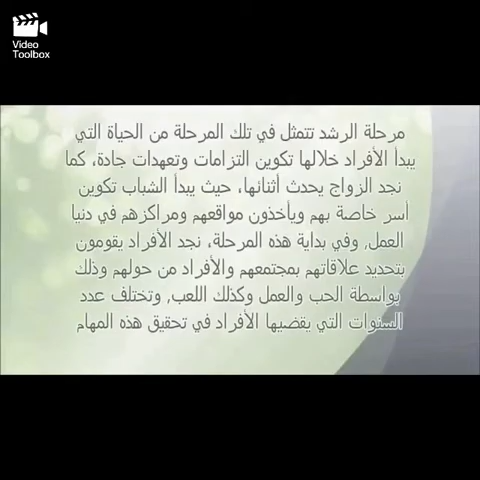 Video
Toolbox
مرحلة الرشد تتمثل في تلك المرحلة من الحياة التي
يبدأ الأفراد خلالها تكوين التزامات وتعهدات جادة، كما
نجد الزواج يحدث أثنائها، حيث يبدأ الشباب تكوين
أسر خاصة بهم ويأخذون مواقعهم ومراكزهم في دنيا
العمل, وفي بداية هذه المرحلة، نجد الأفراد يقومون
بتحديد علاقاتهم بمجتمعهم والأفراد من حولهم وذلك
بواسطة الحب والعمل وكذلك اللعب, وتختلف عدد
السنوات التي يقضيها الأفراد في تحقيق هذه المهام